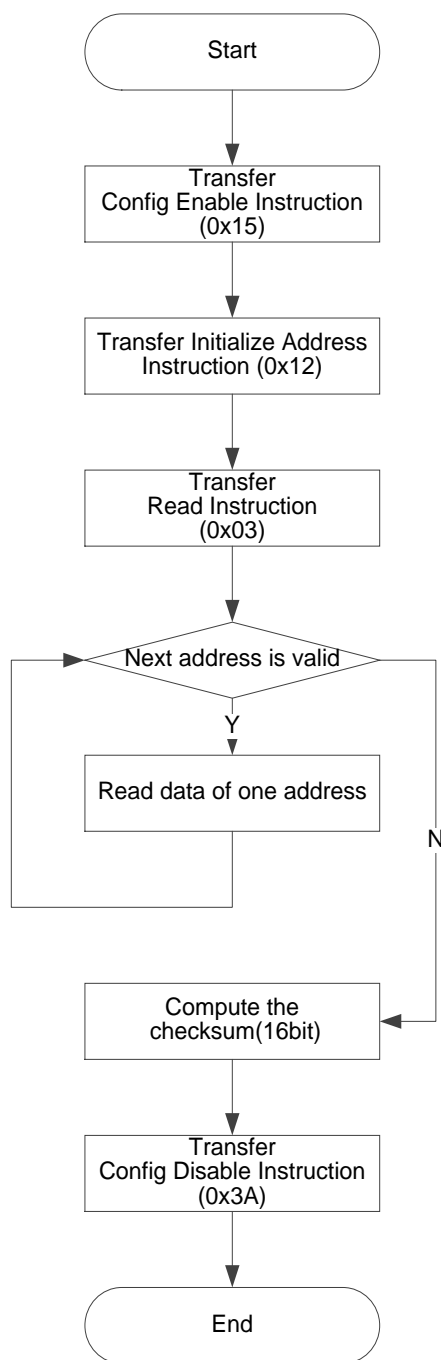 Start
Transfer
Config Enable Instruction
(0x15)
Transfer Initialize Address
Instruction (0x12)
Transfer
Read Instruction
(0x03)
Next address is valid
Y
Read data of one address
N
Compute the
checksum(16bit)
Transfer
Config Disable Instruction
(0x3A)
End